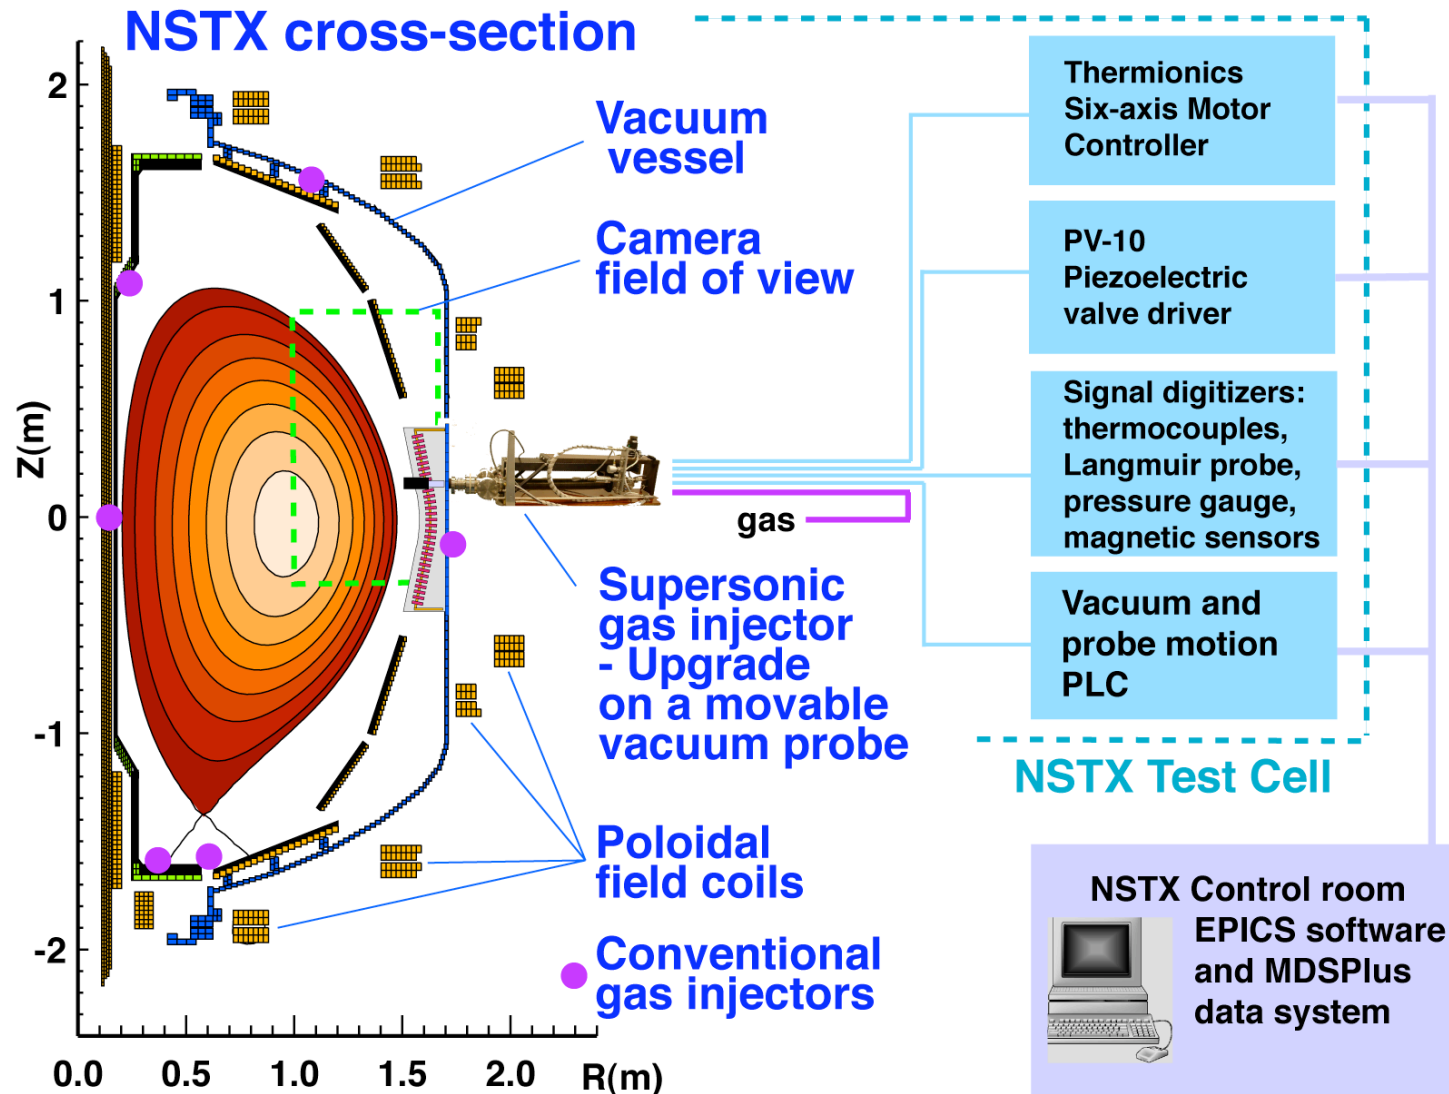 NSTX cross-section
Vacuum
vessel
Camera
field of view
Supersonic
gas injector
- Upgrade
on a movable
vacuum probe
Poloidal
field coils
Conventional
gas injectors
gas
Z(m)
2
1
0
-1
-2
0.0 0.5 1.0 1.5 2.0 R(m)
Thermionics
Six-axis Motor
Controller
PV-10
Piezoelectric
valve driver
Signal digitizers:
thermocouples,
Langmuir probe,
pressure gauge,
magnetic sensors
Vacuum and
probe motion
PLC
NSTX Test Cell
NSTX Control room
EPICS software
and MDSPlus
data system